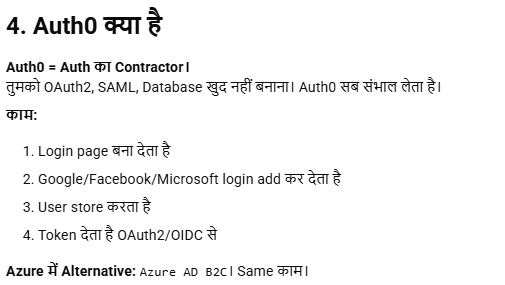 4. Auth0 क्या है
Auth0 = Auth का Contractor।
तुमको OAuth2, SAML, Database खुद नहीं बनाना। Auth0 सब संभाल लेता है।
काम:
1. Login page बना देता है
2. Google/Facebook/Microsoft login add कर देता है
3. User store करता है
4. Token देता है OAuth2/OIDC से
Azure में Alternative: Azure AD B2C। Same काम।